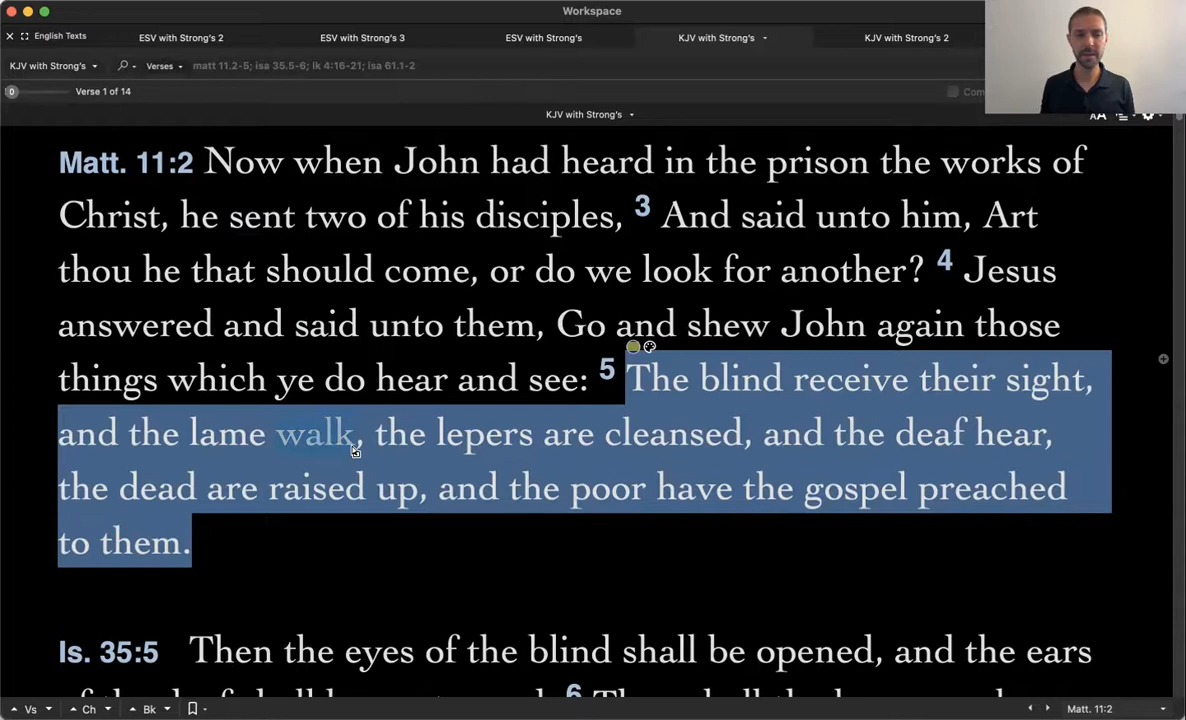 Workspace
English Texts
ESV with Strong's 2
ESV with Strong's 3
ESV with Strong's
KJV with Strong's
KJV with Strong's 2
KJV with Strong's
Verses
matt 11.2-5; isa 35.5-6; lk 4:16-21; isa 61.1-2
0
Verse 1 of 14
Com
KJV with Strong's
AA
Matt. 11:2 Now when John had heard in the prison the works of
Christ, he sent two of his disciples, 3 And said unto him, Art
thou he that should come, or do we look for another? 4 Jesus
answered and said unto them, Go and shew John again those
things which ye do hear and see: 5 The blind receive their sight,
and the lame walk, the lepers are cleansed, and the deaf hear,
the dead are raised up, and the poor have the gospel preached
to them.
Is. 35:5 Then the eyes of the blind shall be opened, and the ears
6
Vs
Ch
Bk
Matt. 11:2